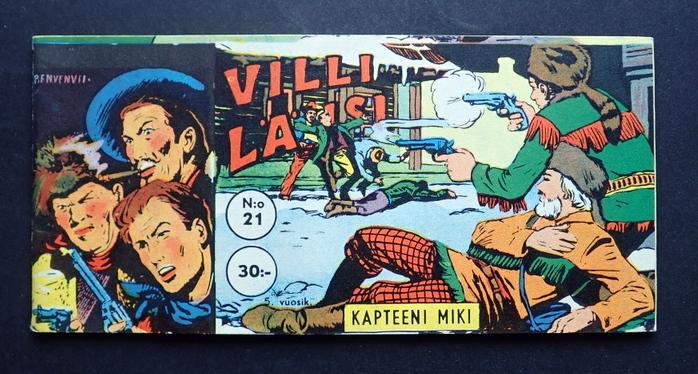 VILLI
LÄNSI
N:o
21
30:-
5. vuosik.
KAPTEENI MIKI